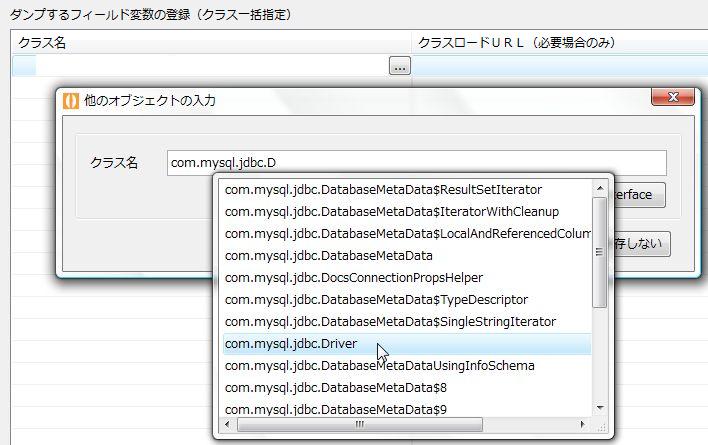 ダンプするフィールド変数の登録（クラス一括指定）
クラス名 クラスロードＵＲＬ（必要場合のみ）
...
他のオブジェクトの入力
クラス名 com.mysql.jdbc.D
com.mysql.jdbc.DatabaseMetaData$ResultSetIterator
terface
com.mysql.jdbc.DatabaseMetaData$IteratorWithCleanup
com.mysql.jdbc.DatabaseMetaData$LocalAndReferencedColum
存しない
com.mysql.jdbc.DatabaseMetaData
com.mysql.jdbc.DocsConnectionPropsHelper
com.mysql.jdbc.DatabaseMetaData$TypeDescriptor
com.mysql.jdbc.DatabaseMetaData$SingleStringIterator
com.mysql.jdbc.Driver
com.mysql.jdbc.DatabaseMetaDataUsingInfoSchema
com.mysql.jdbc.DatabaseMetaData$8
com.mysql.jdbc.DatabaseMetaData$9